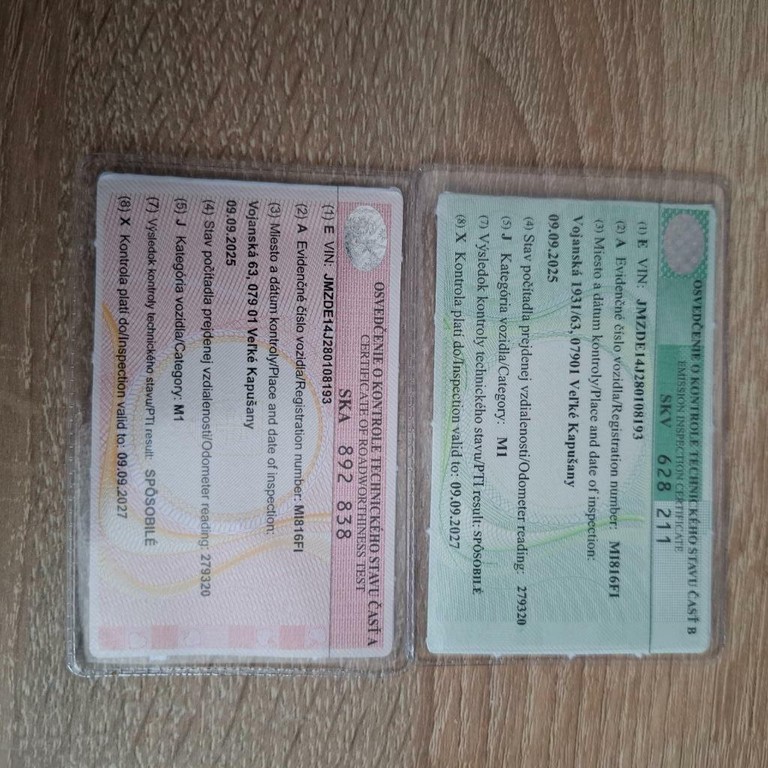 OSVEDČENIE O KONTROLE TECHNICKÉHO STAVU ČASŤ A
CERTIFICATE OF ROADWORTHINESS TEST
SKA 892 838
(1) E VIN: JMZDE14J280108193
(2) A Evidenčné číslo vozidla/Registration number: MI816FI
(3) Miesto a dátum kontroly/Place and date of inspection:
Vojanská 63, 079 01 Veľké Kapušany
09.09.2025
(4) Stav počítadla prejdenej vzdialenosti/Odometer reading: 279320
(5) J Kategória vozidla/Category: M1
(7) Výsledok kontroly technického stavu/PTI result: SPÔSOBILÉ
(8) X Kontrola platí do/Inspection valid to: 09.09.2027
OSVEDČENIE O KONTROLE TECHNICKÉHO STAVU ČASŤ B
EMISSION INSPECTION CERTIFICATE
SKV 628 211
(1) E VIN: JMZDE14J280108193
(2) A Evidenčné číslo vozidla/Registration number: MI816FI
(3) Miesto a dátum kontroly/Place and date of inspection:
Vojanská 1931/63, 07901 Veľké Kapušany
09.09.2025
(4) Stav počítadla prejdenej vzdialenosti/Odometer reading: 279320
(5) J Kategória vozidla/Category: M1
(7) Výsledok kontroly technického stavu/PTI result: SPÔSOBILÉ
(8) X Kontrola platí do/Inspection valid to: 09.09.2027